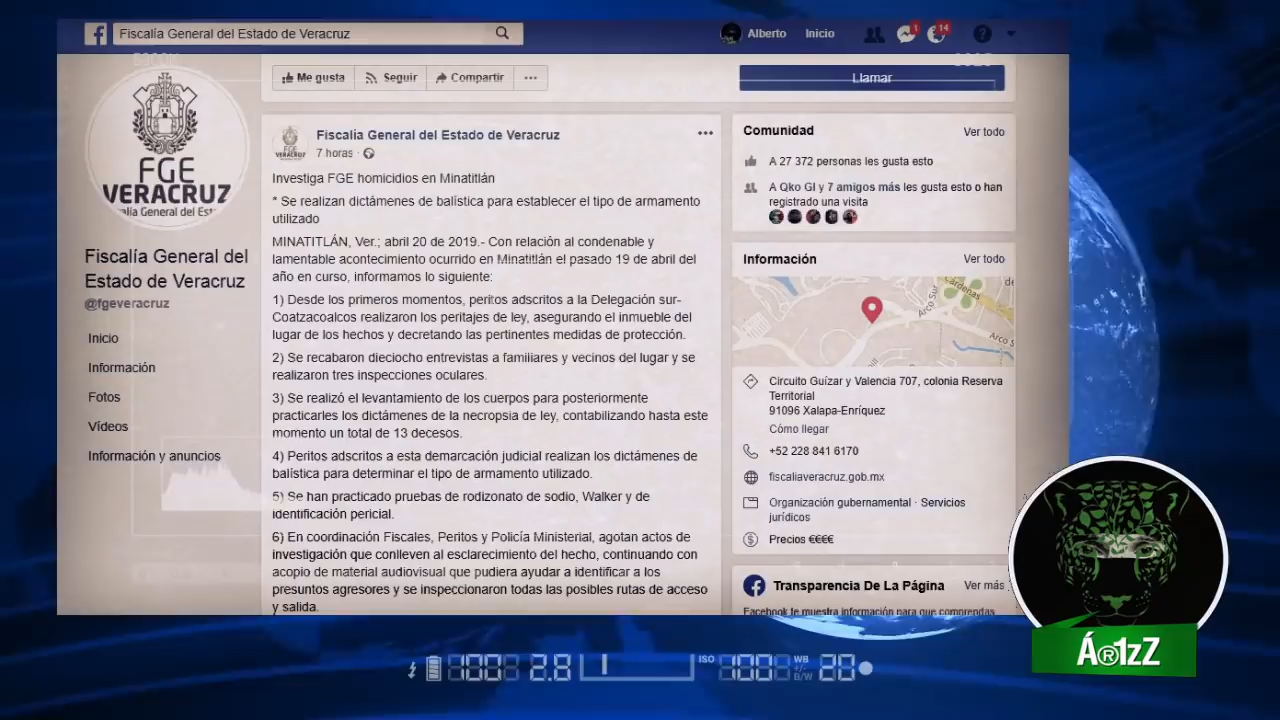 Fiscalía General del Estado de Veracruz
Alberto
Inicio
1
14
Me gusta
Seguir
Compartir
Llamar
FGE
VERACRUZ
Fiscalía General del
Estado de Veracruz
@fgeveracruz
Inicio
Información
Fotos
Vídeos
Información y anuncios
Fiscalía General del Estado de Veracruz
7 horas ·
Investiga FGE homicidios en Minatitlán
* Se realizan dictámenes de balística para establecer el tipo de armamento
utilizado
MINATITLÁN, Ver.; abril 20 de 2019.- Con relación al condenable y
lamentable acontecimiento ocurrido en Minatitlán el pasado 19 de abril del
año en curso, informamos lo siguiente:
1) Desde los primeros momentos, peritos adscritos a la Delegación sur-
Coatzacoalcos realizaron los peritajes de ley, asegurando el inmueble del
lugar de los hechos y decretando las pertinentes medidas de protección.
2) Se recabaron dieciocho entrevistas a familiares y vecinos del lugar y se
realizaron tres inspecciones oculares.
3) Se realizó el levantamiento de los cuerpos para posteriormente
practicarles los dictámenes de la necropsia de ley, contabilizando hasta este
momento un total de 13 decesos.
4) Peritos adscritos a esta demarcación judicial realizan los dictámenes de
balística para determinar el tipo de armamento utilizado.
5) Se han practicado pruebas de rodizonato de sodio, Walker y de
identificación pericial.
6) En coordinación Fiscales, Peritos y Policía Ministerial, agotan actos de
investigación que conlleven al esclarecimiento del hecho, continuando con
acopio de material audiovisual que pudiera ayudar a identificar a los
presuntos agresores y se inspeccionaron todas las posibles rutas de acceso
y salida.
Comunidad
Ver todo
A 27 372 personas les gusta esto
A Qko Gl y 7 amigos más les gusta esto o han
registrado una visita
Información
Ver todo
Cárdenas
Arco Sur
Arco S
Circuito Guízar y Valencia 707, colonia Reserva
Territorial
91096 Xalapa-Enríquez
Cómo llegar
+52 228 841 6170
fiscaliaveracruz.gob.mx
Organización gubernamental · Servicios
jurídicos
Precios €€€€
Transparencia De La Página
Ver más
Facebook te muestra información para que comprendas
Á®1zZ
2.8
ISO
WB
+/-
B/W
20